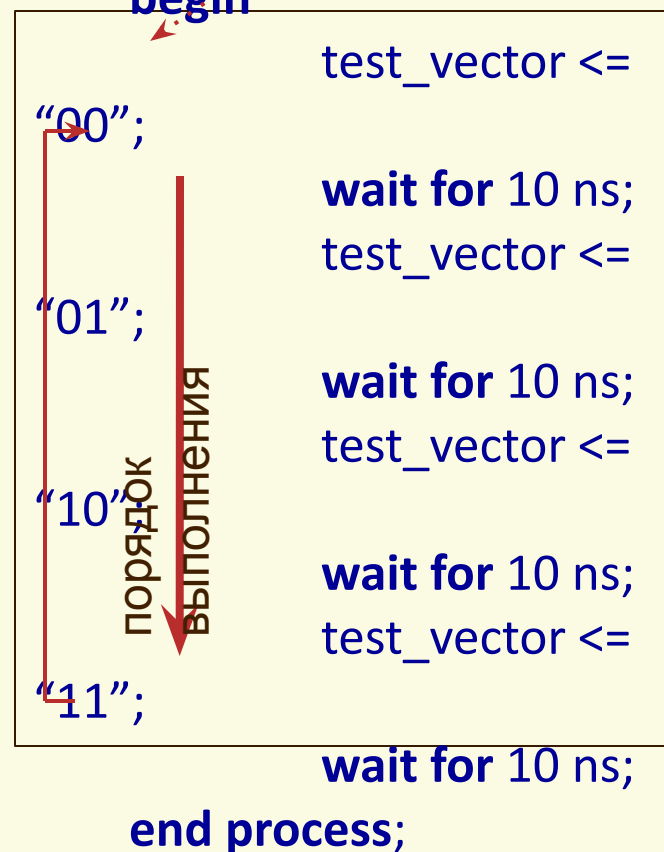 begin
test_vector <=
“00”;
wait for 10 ns;
test_vector <=
“01”;
wait for 10 ns;
test_vector <=
“10”;
wait for 10 ns;
test_vector <=
“11”;
wait for 10 ns;
end process;
порядок
выполнения